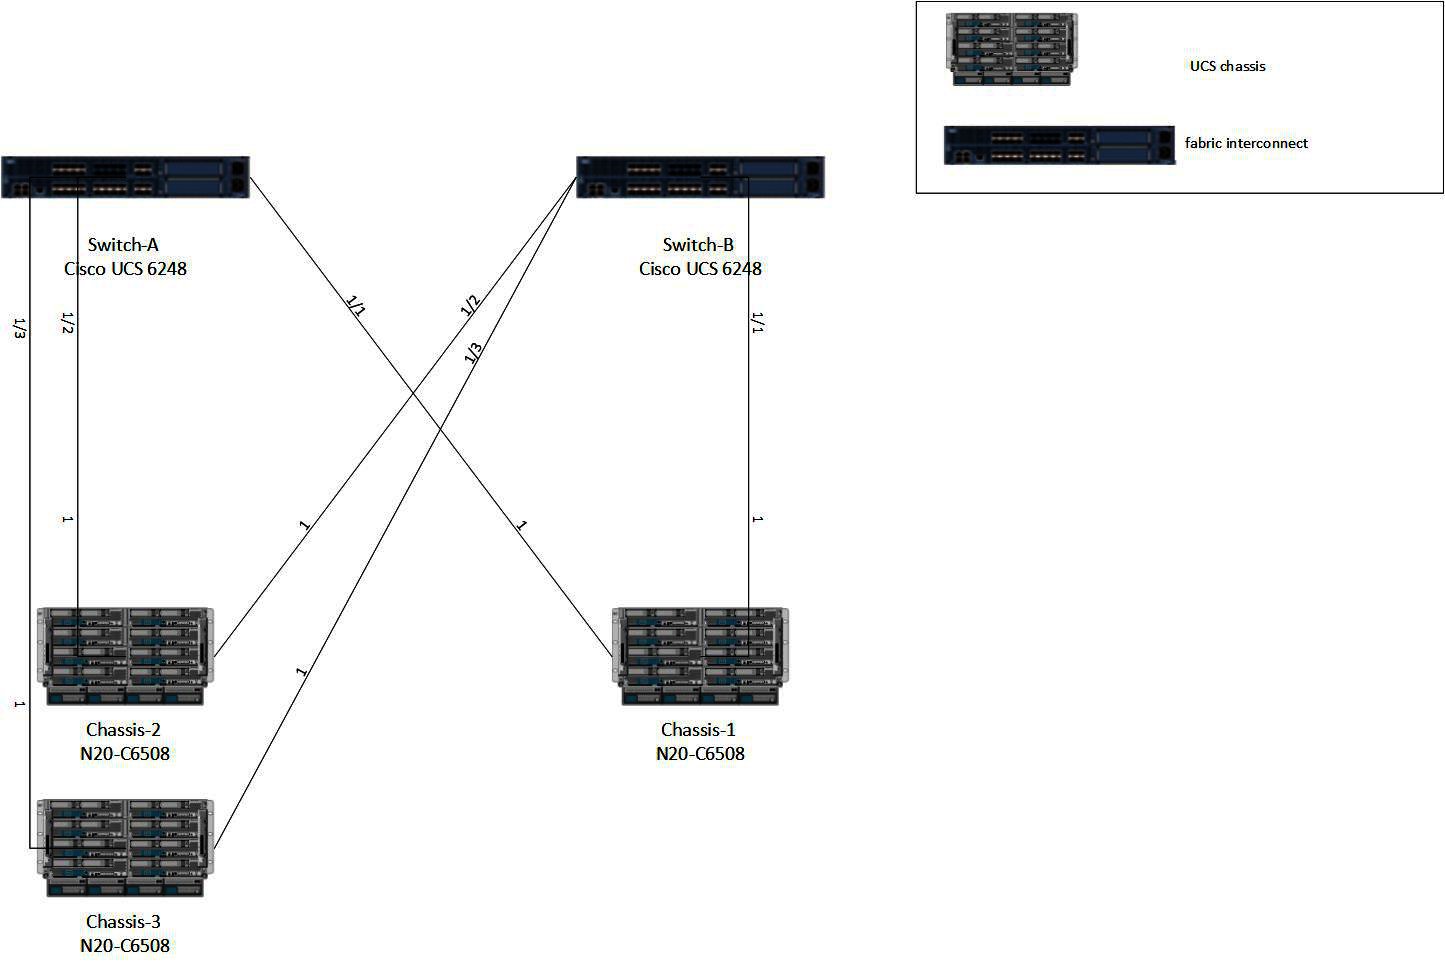 UCS chassis
fabric interconnect
Switch-A
Cisco UCS 6248
Switch-B
Cisco UCS 6248
1/3
1/2
1/1
1/2
1/3
1/1
1
1
1
1
1
1
Chassis-2
N20-C6508
Chassis-1
N20-C6508
Chassis-3
N20-C6508